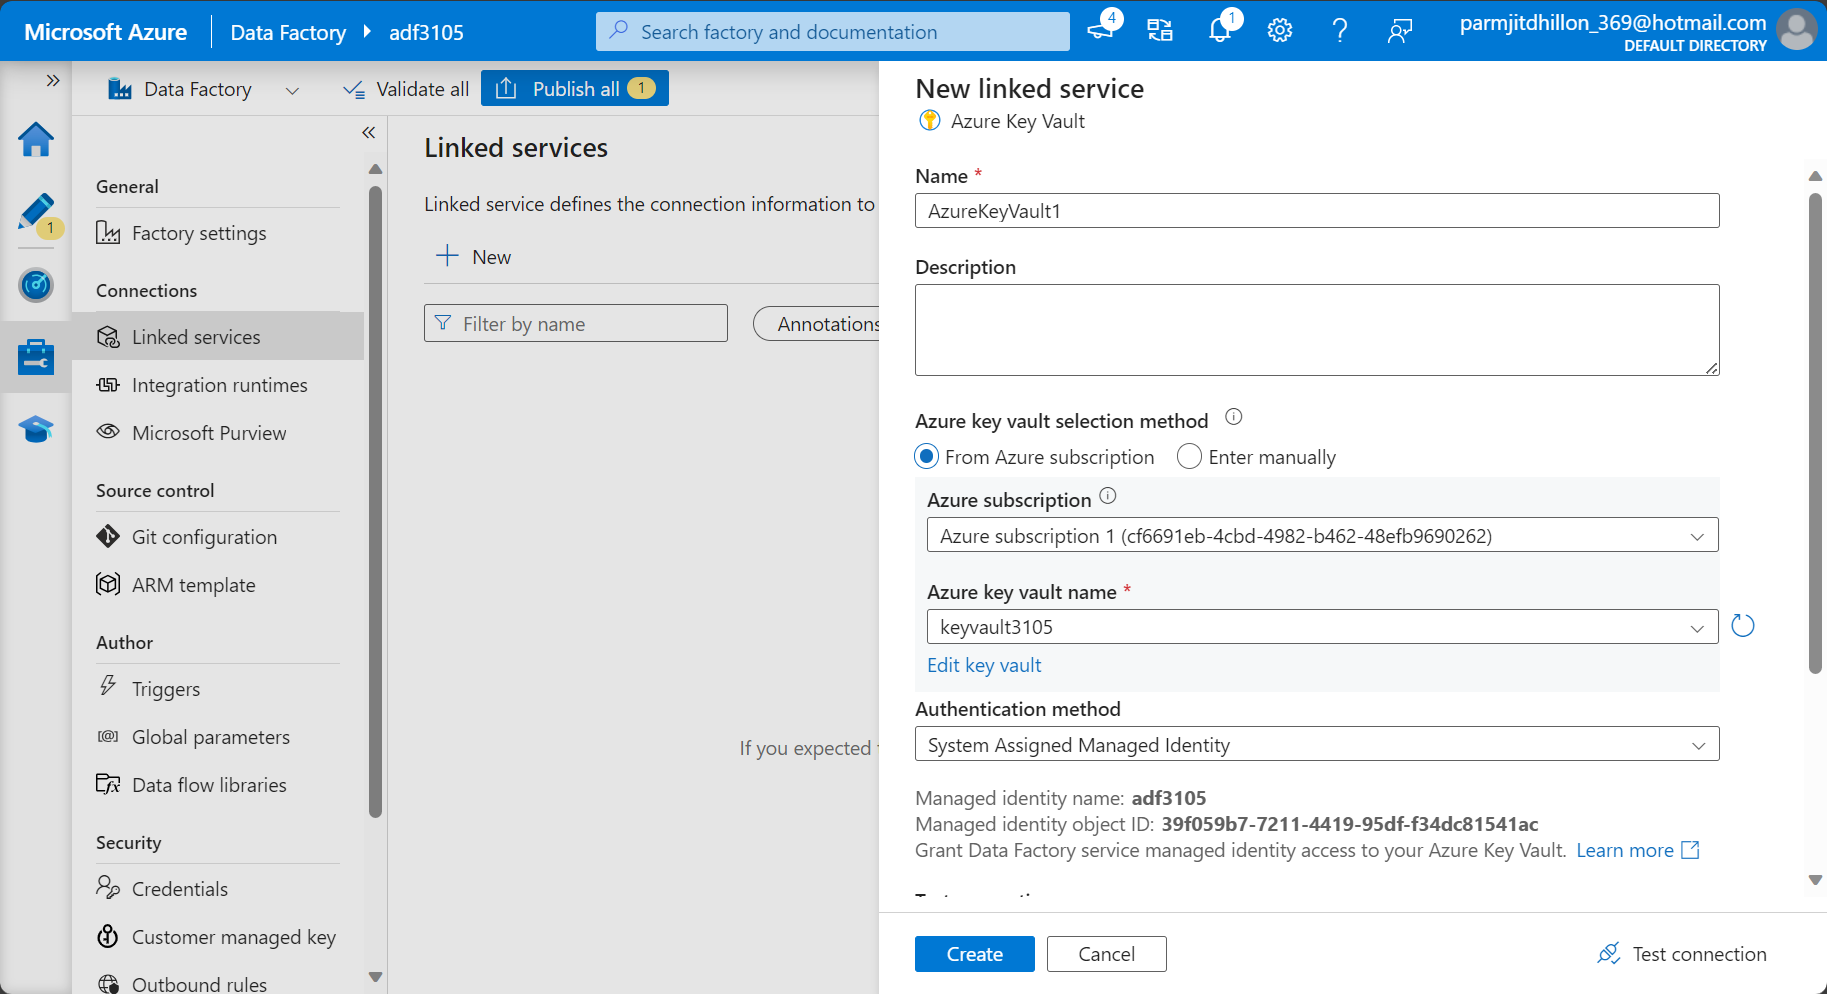 Microsoft Azure
Data Factory
adf3105
Search factory and documentation
4
1
parmjitdhillon_369@hotmail.com
DEFAULT DIRECTORY
Data Factory
Validate all
Publish all 1
1
General
Factory settings
Connections
Linked services
Integration runtimes
Microsoft Purview
Source control
Git configuration
ARM template
Author
Triggers
Global parameters
Data flow libraries
Security
Credentials
Customer managed key
Outbound rules
Linked services
Linked service defines the connection information to
New
Filter by name
Annotations
If you expected
New linked service
Azure Key Vault
Name *
AzureKeyVault1
Description
Azure key vault selection method
From Azure subscription
Enter manually
Azure subscription
Azure subscription 1 (cf6691eb-4cbd-4982-b462-48efb9690262)
Azure key vault name *
keyvault3105
Edit key vault
Authentication method
System Assigned Managed Identity
Managed identity name: adf3105
Managed identity object ID: 39f059b7-7211-4419-95df-f34dc81541ac
Grant Data Factory service managed identity access to your Azure Key Vault. Learn more
Create
Cancel
Test connection